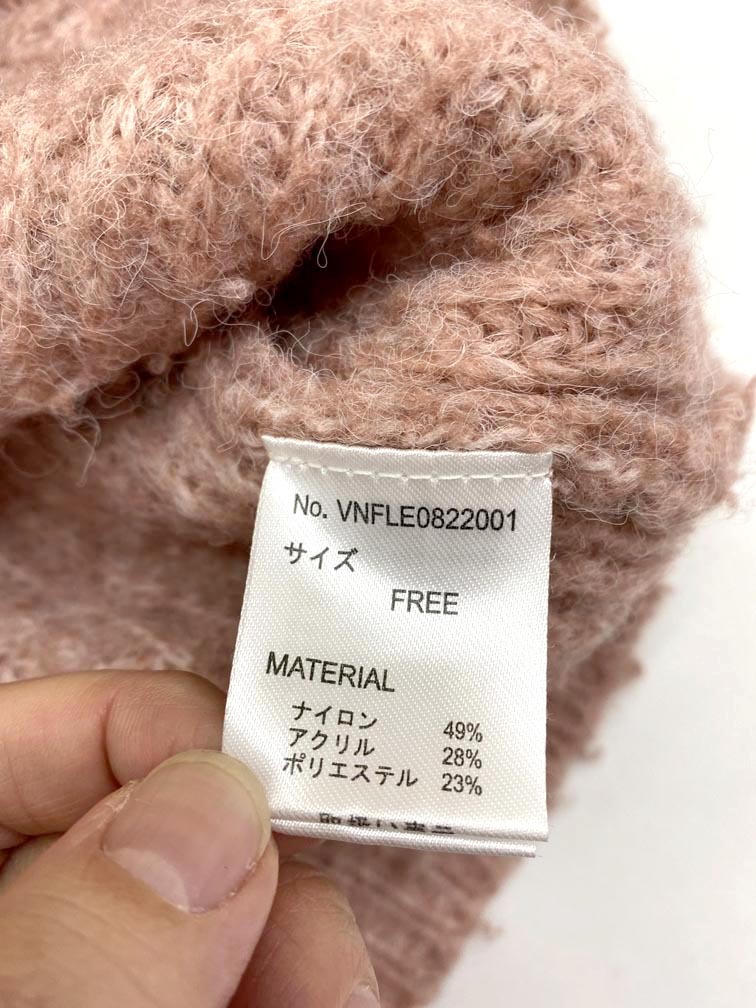 No. VNFLE0822001
サイズ
FREE
MATERIAL
ナイロン 49%
アクリル 28%
ポリエステル 23%